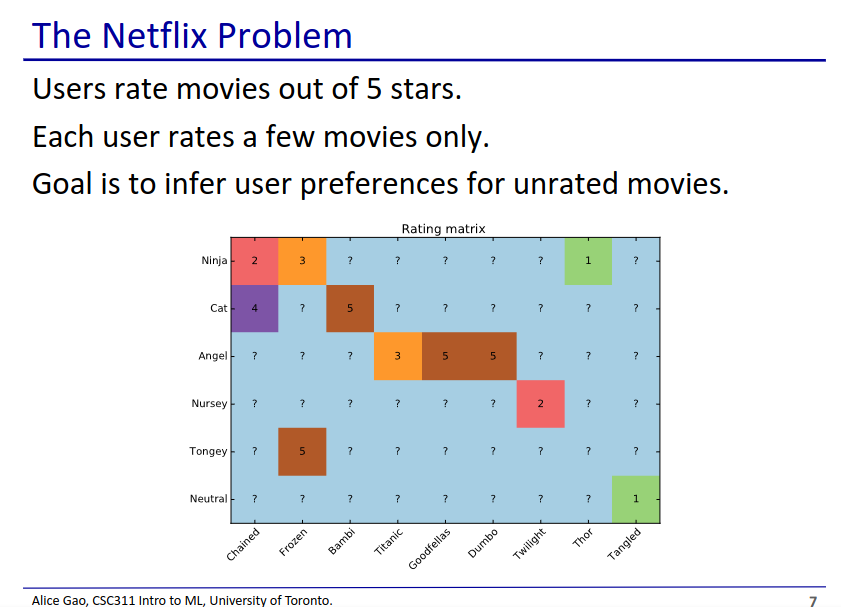 The Netflix Problem
Users rate movies out of 5 stars.
Each user rates a few movies only.
Goal is to infer user preferences for unrated movies.
Rating matrix
Ninja 2 3 ? ? ? ? ? 1 ?
Cat 4 ? 5 ? ? ? ? ? ?
Angel ? ? ? 3 5 5 ? ? ?
Nursey ? ? ? ? ? ? 2 ? ?
Tongey ? 5 ? ? ? ? ? ? ?
Neutral ? ? ? ? ? ? ? ? 1
Chained Frozen Bambi Titanic Goodfellas Dumbo Twilight Thor Tangled
Alice Gao, CSC311 Intro to ML, University of Toronto. 7